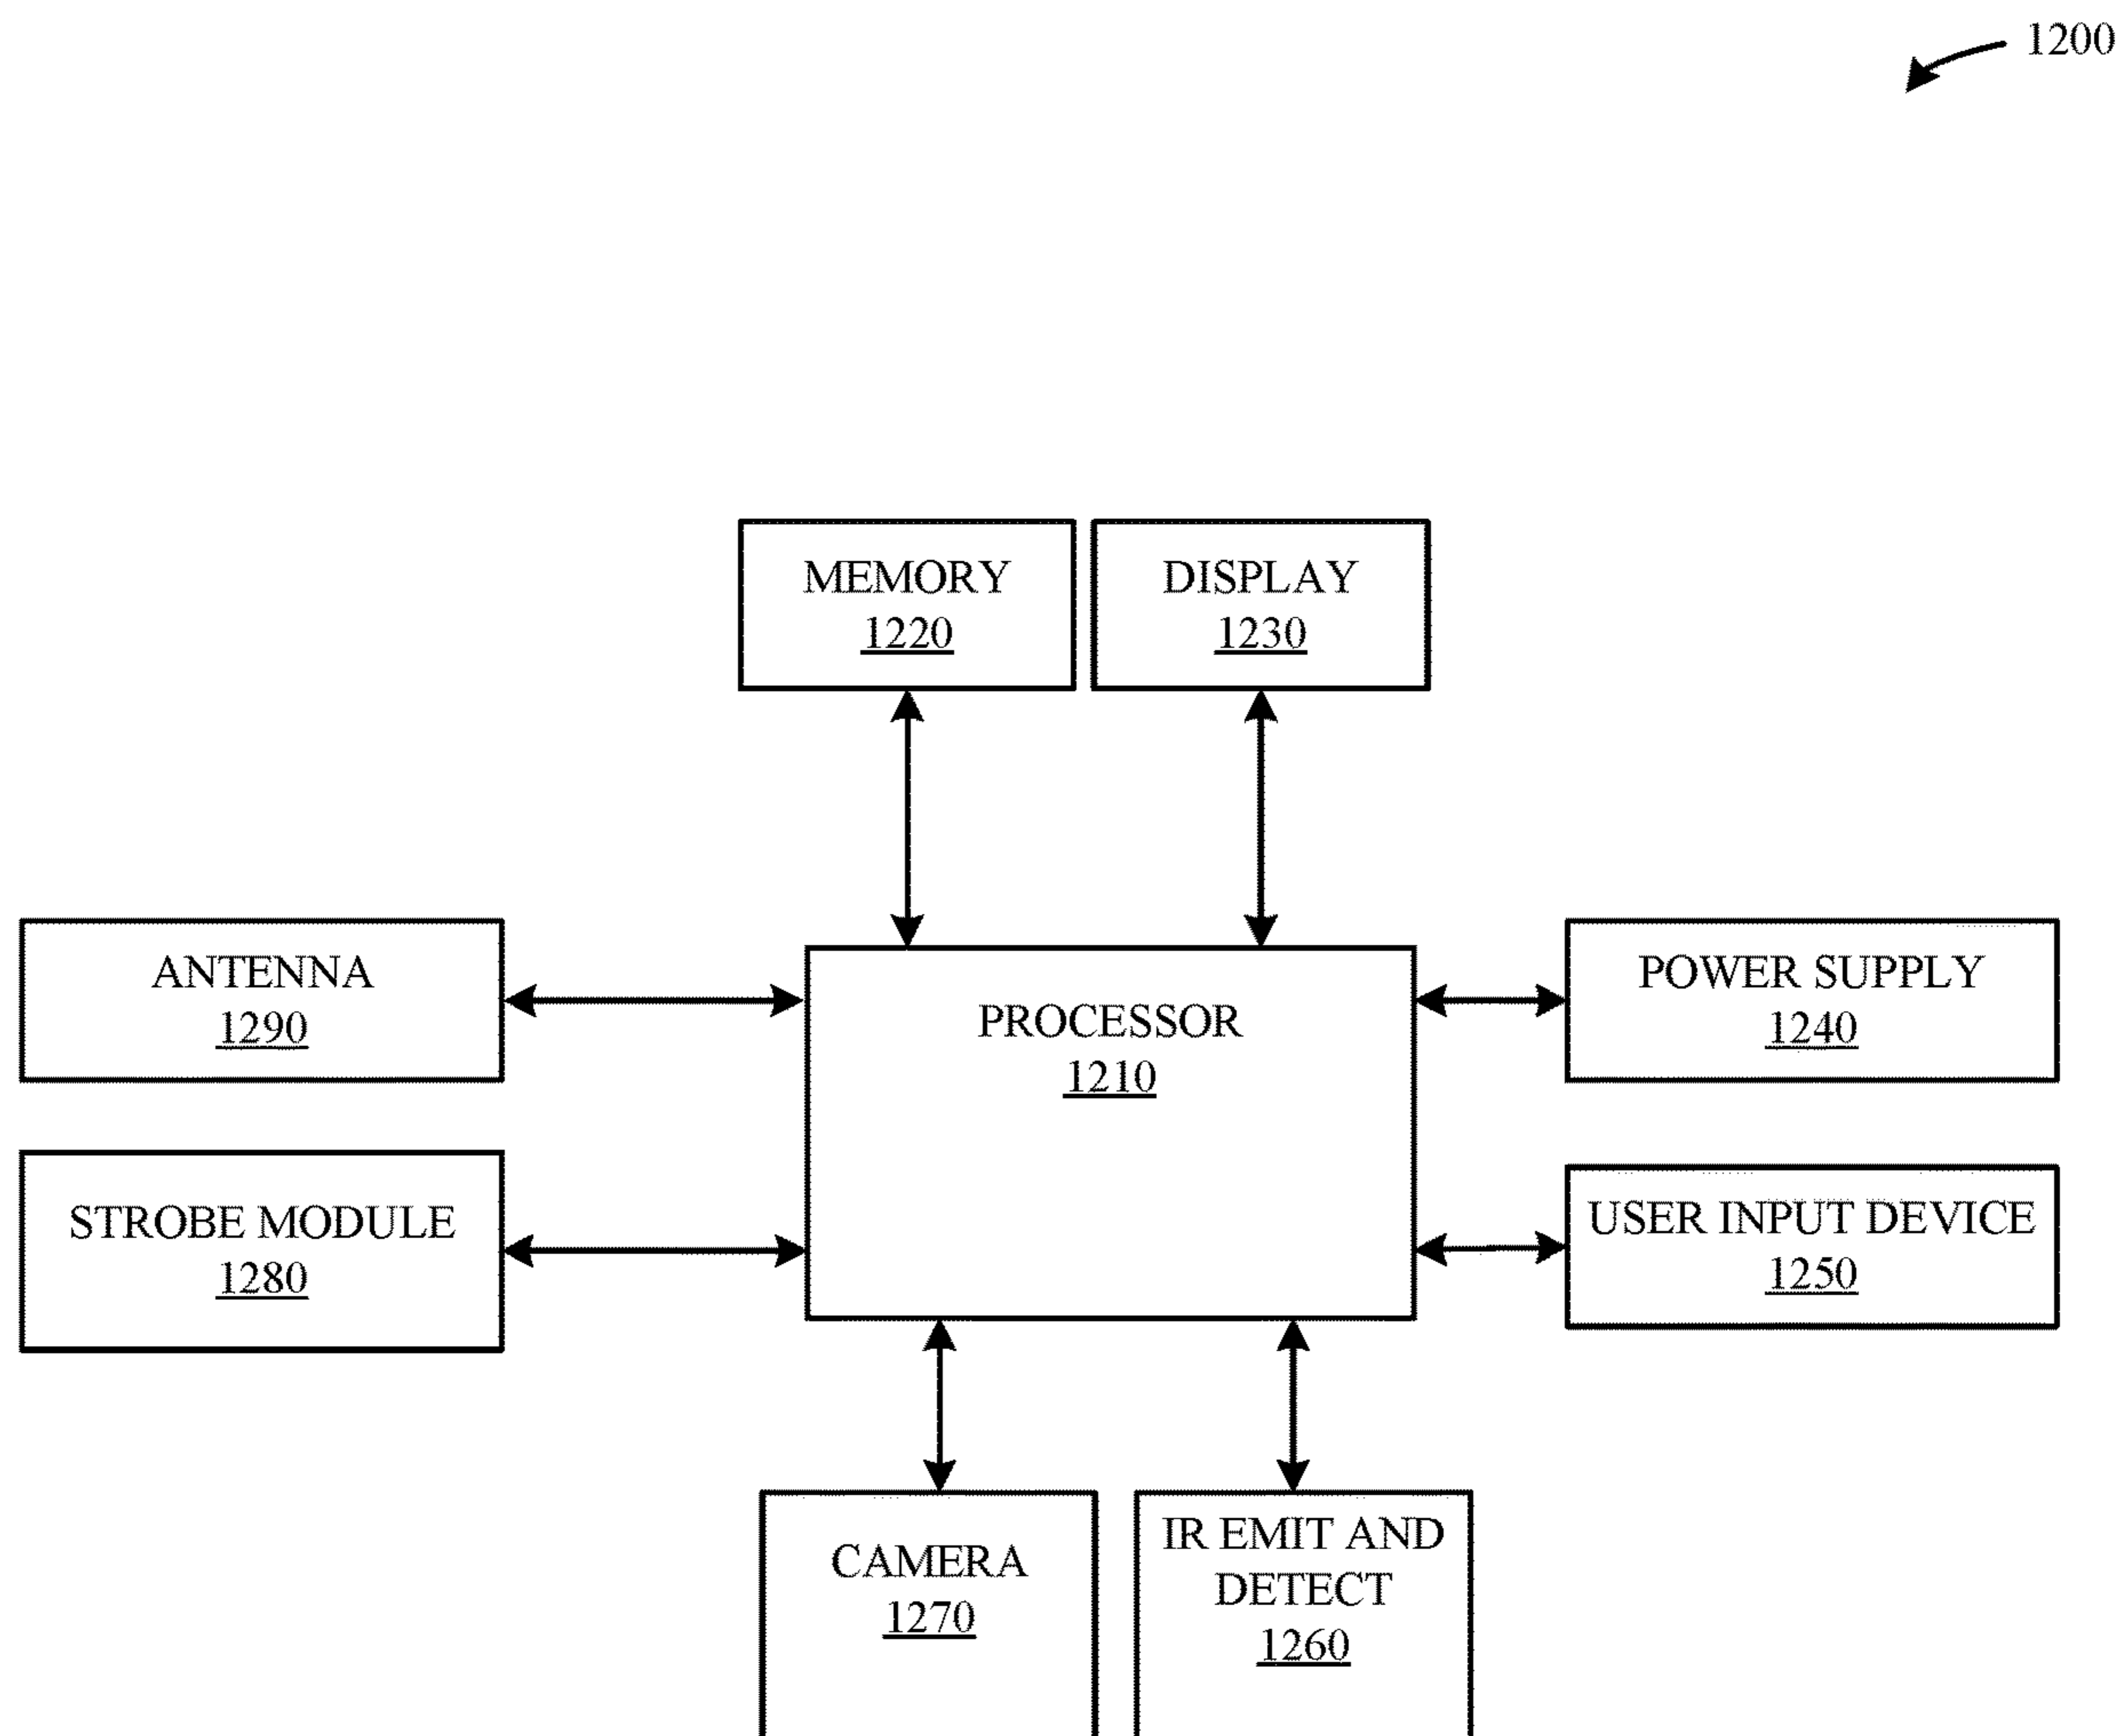 1200
MEMORY
1220
DISPLAY
1230
ANTENNA
1290
PROCESSOR
1210
POWER SUPPLY
1240
STROBE MODULE
1280
USER INPUT DEVICE
1250
CAMERA
1270
IR EMIT AND
DETECT
1260